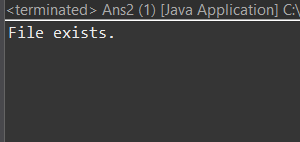 <terminated> Ans2 (1) [Java Application] C:\
File exists.